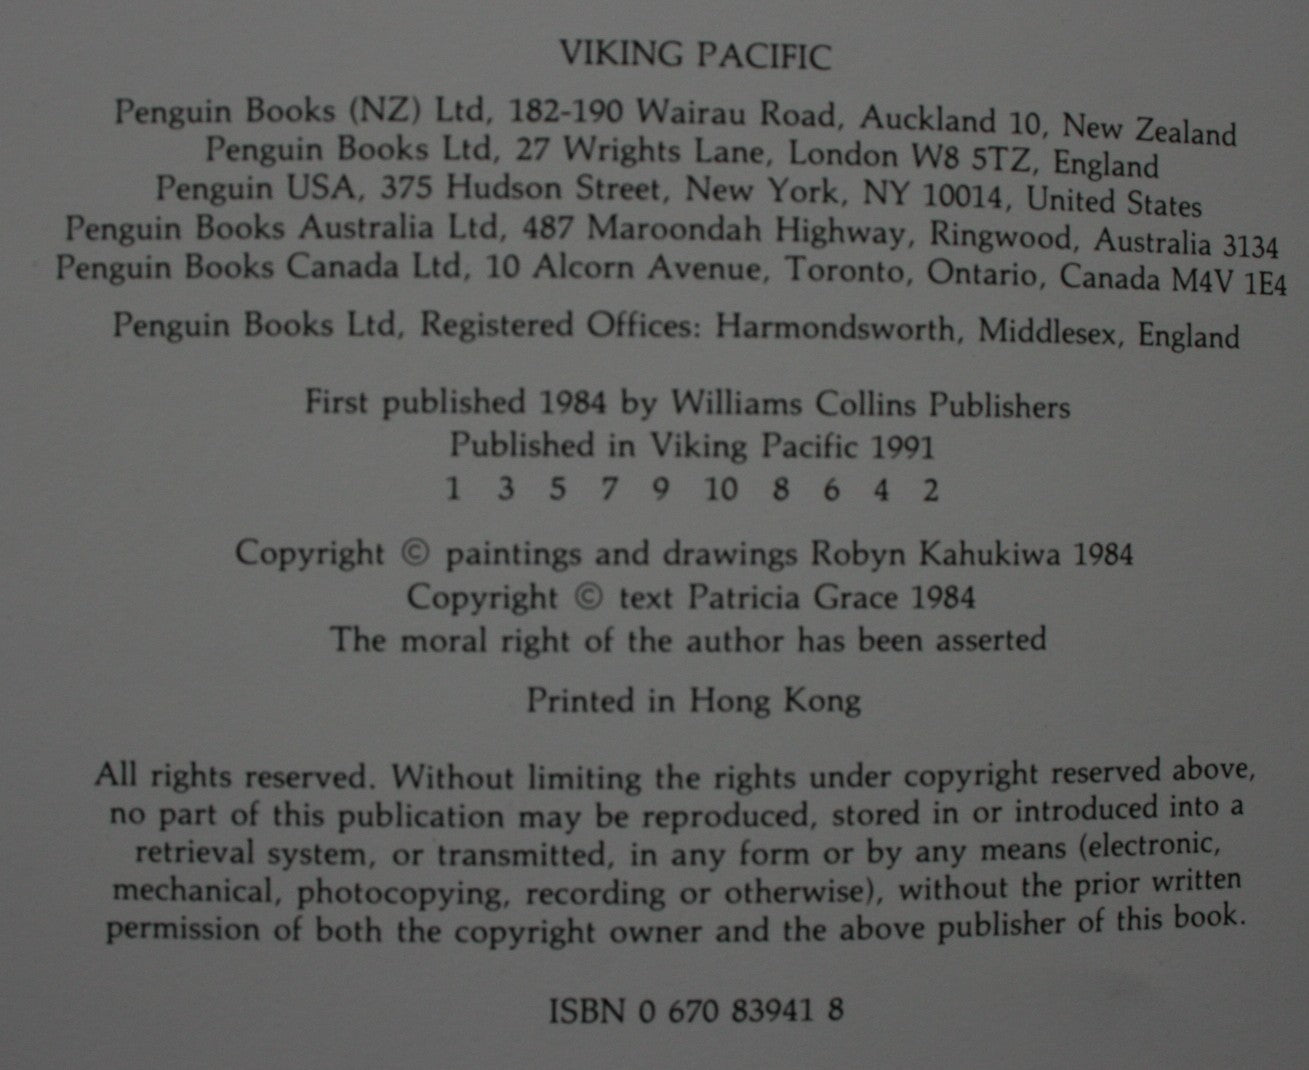 VIKING PACIFIC
Penguin Books (NZ) Ltd, 182-190 Wairau Road, Auckland 10, New Zealand
Penguin Books Ltd, 27 Wrights Lane, London W8 5TZ, England
Penguin USA, 375 Hudson Street, New York, NY 10014, United States
Penguin Books Australia Ltd, 487 Maroondah Highway, Ringwood, Australia 3134
Penguin Books Canada Ltd, 10 Alcorn Avenue, Toronto, Ontario, Canada M4V 1E4
Penguin Books Ltd, Registered Offices: Harmondsworth, Middlesex, England
First published 1984 by Williams Collins Publishers
Published in Viking Pacific 1991
1 3 5 7 9 10 8 6 4 2
Copyright © paintings and drawings Robyn Kahukiwa 1984
Copyright © text Patricia Grace 1984
The moral right of the author has been asserted
Printed in Hong Kong
All rights reserved. Without limiting the rights under copyright reserved above,
no part of this publication may be reproduced, stored in or introduced into a
retrieval system, or transmitted, in any form or by any means (electronic,
mechanical, photocopying, recording or otherwise), without the prior written
permission of both the copyright owner and the above publisher of this book.
ISBN 0 670 83941 8